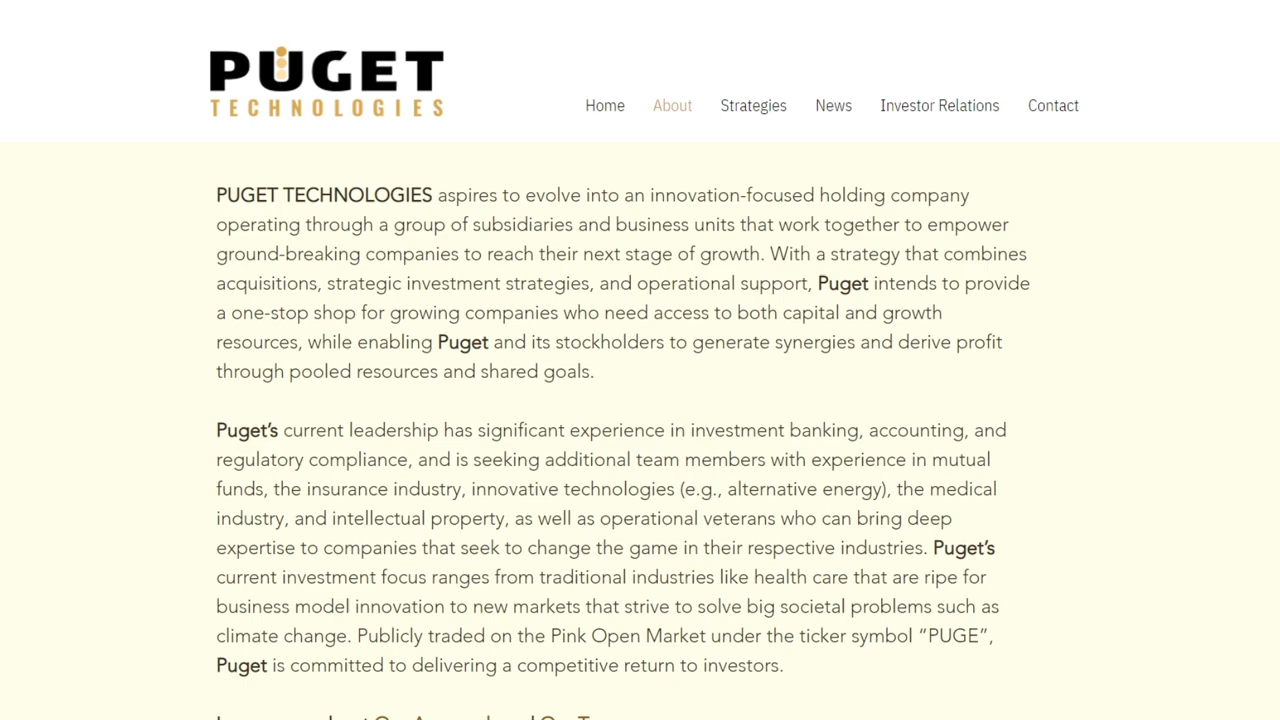 PUGET
TECHNOLOGIES
Home About Strategies News Investor Relations Contact
PUGET TECHNOLOGIES aspires to evolve into an innovation-focused holding company
operating through a group of subsidiaries and business units that work together to empower
ground-breaking companies to reach their next stage of growth. With a strategy that combines
acquisitions, strategic investment strategies, and operational support, Puget intends to provide
a one-stop shop for growing companies who need access to both capital and growth
resources, while enabling Puget and its stockholders to generate synergies and derive profit
through pooled resources and shared goals.
Puget’s current leadership has significant experience in investment banking, accounting, and
regulatory compliance, and is seeking additional team members with experience in mutual
funds, the insurance industry, innovative technologies (e.g., alternative energy), the medical
industry, and intellectual property, as well as operational veterans who can bring deep
expertise to companies that seek to change the game in their respective industries. Puget’s
current investment focus ranges from traditional industries like health care that are ripe for
business model innovation to new markets that strive to solve big societal problems such as
climate change. Publicly traded on the Pink Open Market under the ticker symbol “PUGE”,
Puget is committed to delivering a competitive return to investors.